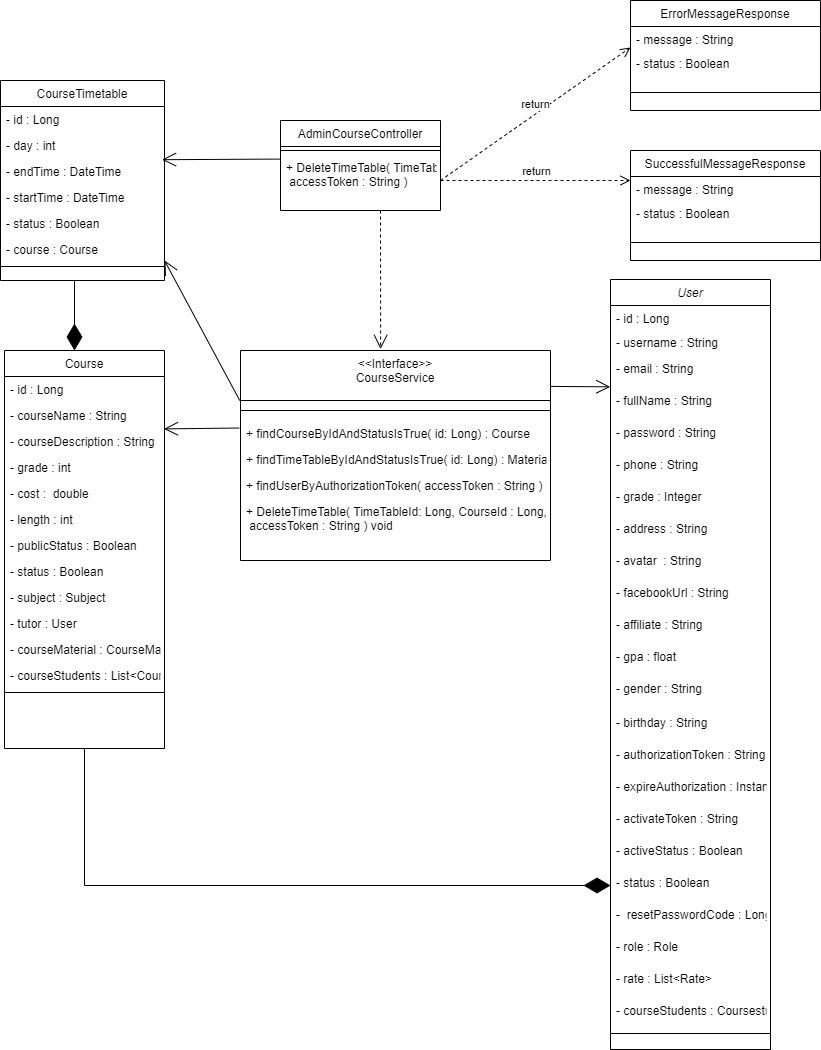 ErrorMessageResponse
- message : String
- status : Boolean
return
SuccessfulMessageResponse
- message : String
- status : Boolean
return
AdminCourseController
+ DeleteTimeTable( TimeTab
accessToken : String )
CourseTimetable
- id : Long
- day : int
- endTime : DateTime
- startTime : DateTime
- status : Boolean
- course : Course
Course
- id : Long
- courseName : String
- courseDescription : String
- grade : int
- cost : double
- length : int
- publicStatus : Boolean
- status : Boolean
- subject : Subject
- tutor : User
- courseMaterial : CourseMa
- courseStudents : List<Cour
<<Interface>>
CourseService
+ findCourseByIdAndStatusIsTrue( id: Long) : Course
+ findTimeTableByIdAndStatusIsTrue( id: Long) : Materia
+ findUserByAuthorizationToken( accessToken : String )
+ DeleteTimeTable( TimeTableId: Long, CourseId : Long,
accessToken : String ) void
User
- id : Long
- username : String
- email : String
- fullName : String
- password : String
- phone : String
- grade : Integer
- address : String
- avatar : String
- facebookUrl : String
- affiliate : String
- gpa : float
- gender : String
- birthday : String
- authorizationToken : String
- expireAuthorization : Instan
- activateToken : String
- activeStatus : Boolean
- status : Boolean
- resetPasswordCode : Long
- role : Role
- rate : List<Rate>
- courseStudents : Coursestu